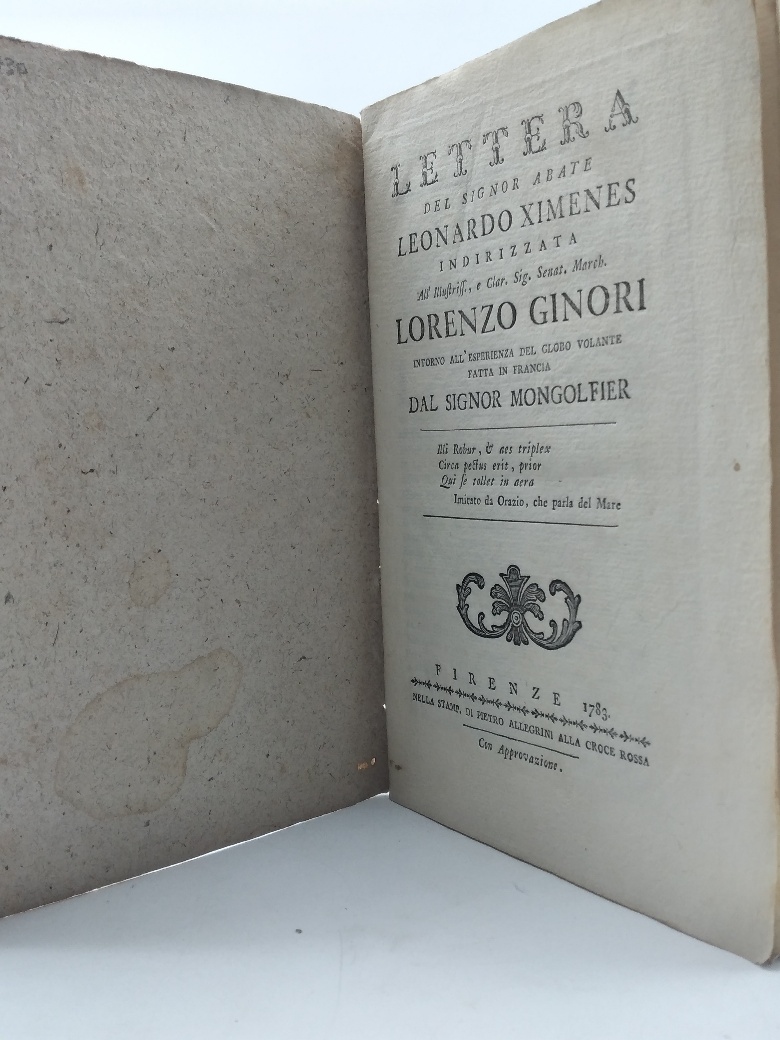 LETTERA
DEL SIGNOR ABATE
LEONARDO XIMENES
INDIRIZZATA
All' Illuſtriſſ., e Clar. Sig. Senat. March.
LORENZO GINORI
INTORNO ALL' ESPERIENZA DEL GLOBO VOLANTE
FATTA IN FRANCIA
DAL SIGNOR MONGOLFIER
Illi Robur, & aes triplex
Circa pectus erit, prior
Qui ſe tollet in aera
Imitato da Orazio, che parla del Mare
FIRENZE 1783.
NELLA STAMP. DI PIETRO ALLEGRINI ALLA CROCE ROSSA
Con Approvazione.